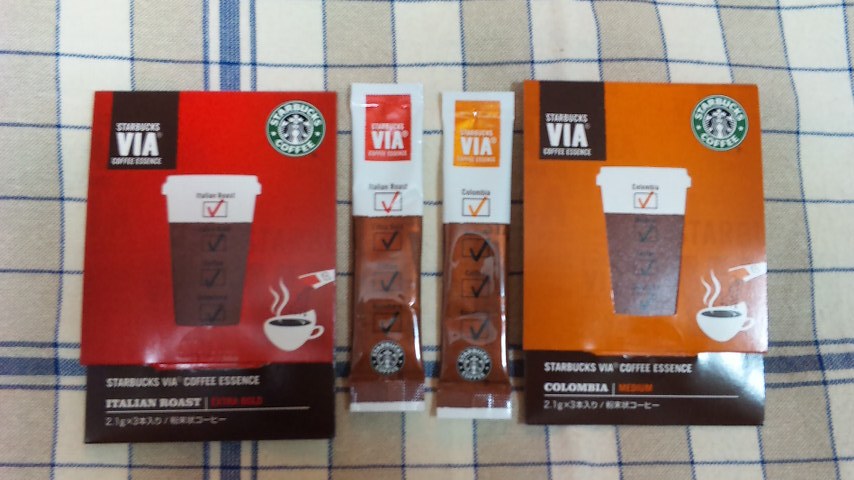 STARBUCKS
VIA®
COFFEE ESSENCE
STARBUCKS
COFFEE
Italian Roast
STARBUCKS VIA® COFFEE ESSENCE
ITALIAN ROAST | EXTRA BOLD
2.1g×3本入り / 粉末状コーヒー
STARBUCKS
VIA®
COFFEE ESSENCE
Italian Roast
STARBUCKS
VIA®
COFFEE ESSENCE
Colombia
STARBUCKS
VIA®
COFFEE ESSENCE
STARBUCKS
COFFEE
Colombia
STARBUCKS VIA® COFFEE ESSENCE
COLOMBIA | MEDIUM
2.1g×3本入り / 粉末状コーヒー